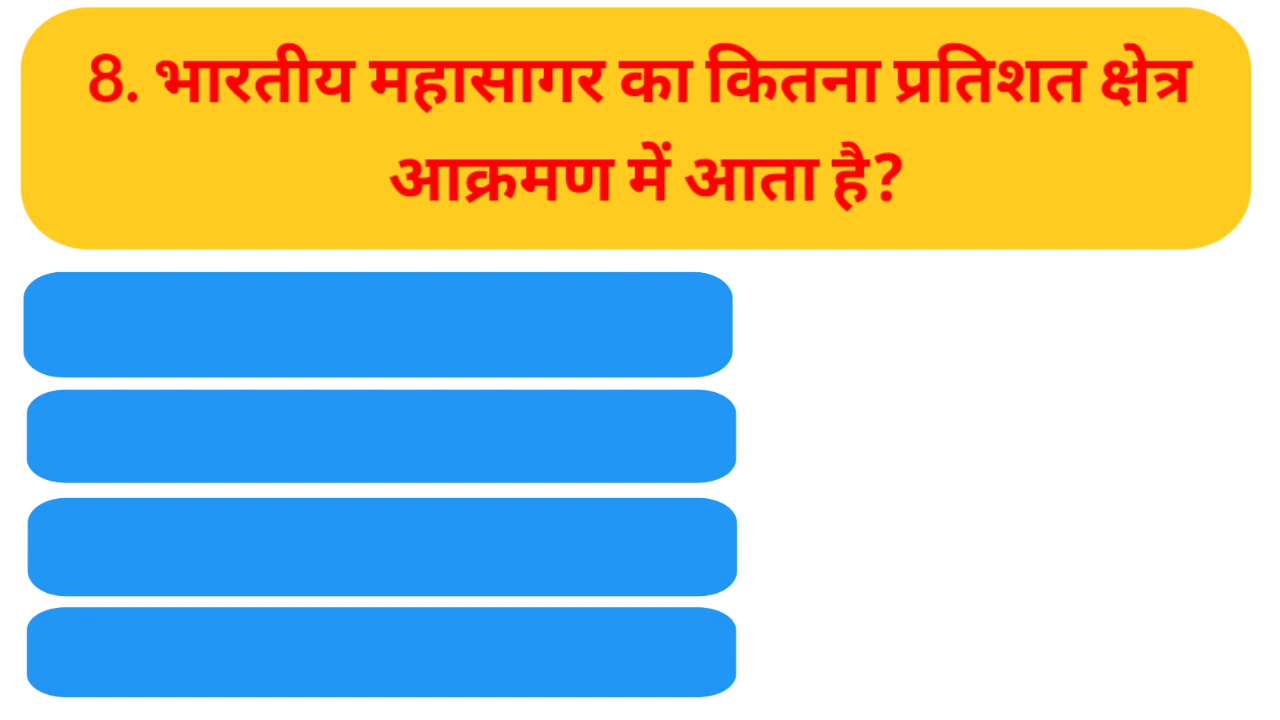 8. भारतीय महासागर का कितना प्रतिशत क्षेत्र
आक्रमण में आता है?